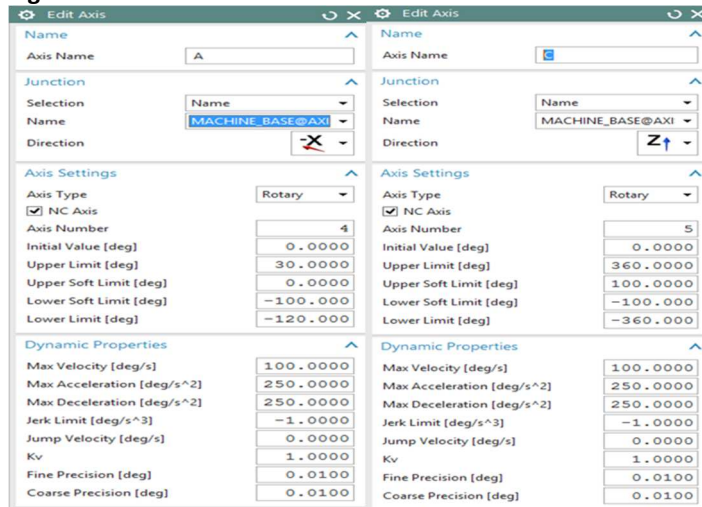 Edit Axis
Name
Axis Name A
Junction
Selection Name
Name MACHINE_BASE@AXI
Direction -X
Axis Settings
Axis Type Rotary
NC Axis
Axis Number 4
Initial Value [deg] 0.0000
Upper Limit [deg] 30.0000
Upper Soft Limit [deg] 0.0000
Lower Soft Limit [deg] -100.000
Lower Limit [deg] -120.000
Dynamic Properties
Max Velocity [deg/s] 100.0000
Max Acceleration [deg/s^2] 250.0000
Max Deceleration [deg/s^2] 250.0000
Jerk Limit [deg/s^3] -1.0000
Jump Velocity [deg/s] 0.0000
Kv 1.0000
Fine Precision [deg] 0.0100
Coarse Precision [deg] 0.0100
Edit Axis
Name
Axis Name C
Junction
Selection Name
Name MACHINE_BASE@AXI
Direction Z
Axis Settings
Axis Type Rotary
NC Axis
Axis Number 5
Initial Value [deg] 0.0000
Upper Limit [deg] 360.0000
Upper Soft Limit [deg] 100.0000
Lower Soft Limit [deg] -100.000
Lower Limit [deg] -360.000
Dynamic Properties
Max Velocity [deg/s] 100.0000
Max Acceleration [deg/s^2] 250.0000
Max Deceleration [deg/s^2] 250.0000
Jerk Limit [deg/s^3] -1.0000
Jump Velocity [deg/s] 0.0000
Kv 1.0000
Fine Precision [deg] 0.0100
Coarse Precision [deg] 0.0100